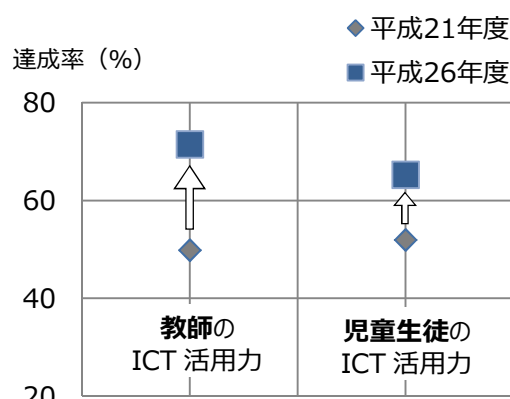 平成21年度
達成率（%）
平成26年度
80
60
40
教師の
ICT 活用力
児童生徒の
ICT 活用力
20